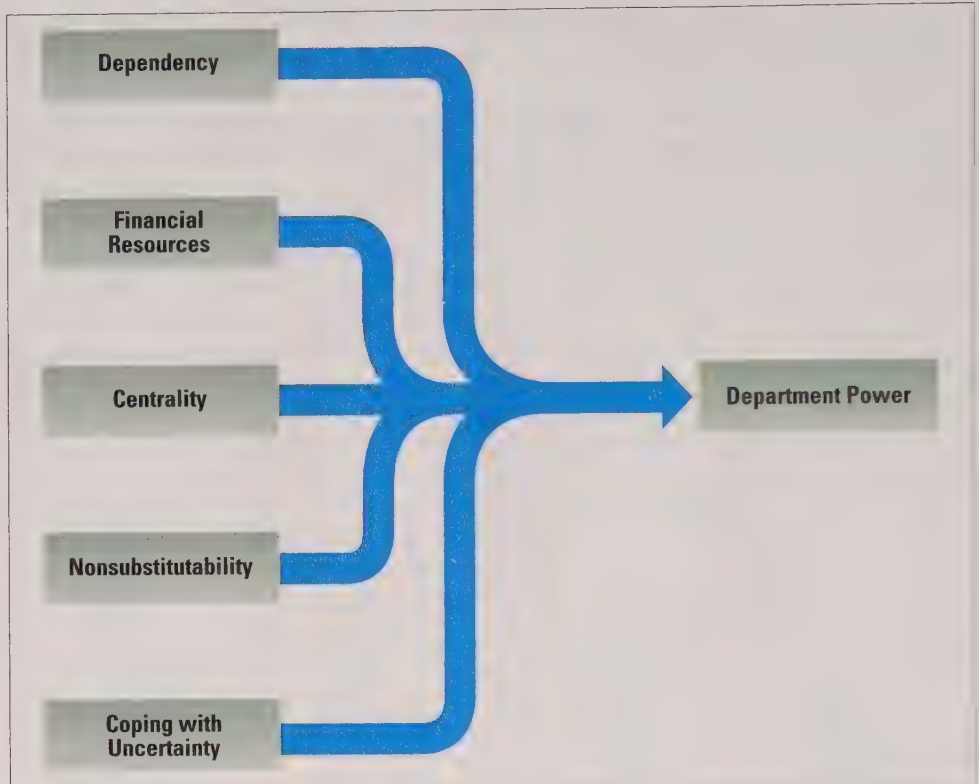 Dependency
Financial
Resources
Centrality
Department Power
Nonsubstitutability
Coping with
Uncertainty